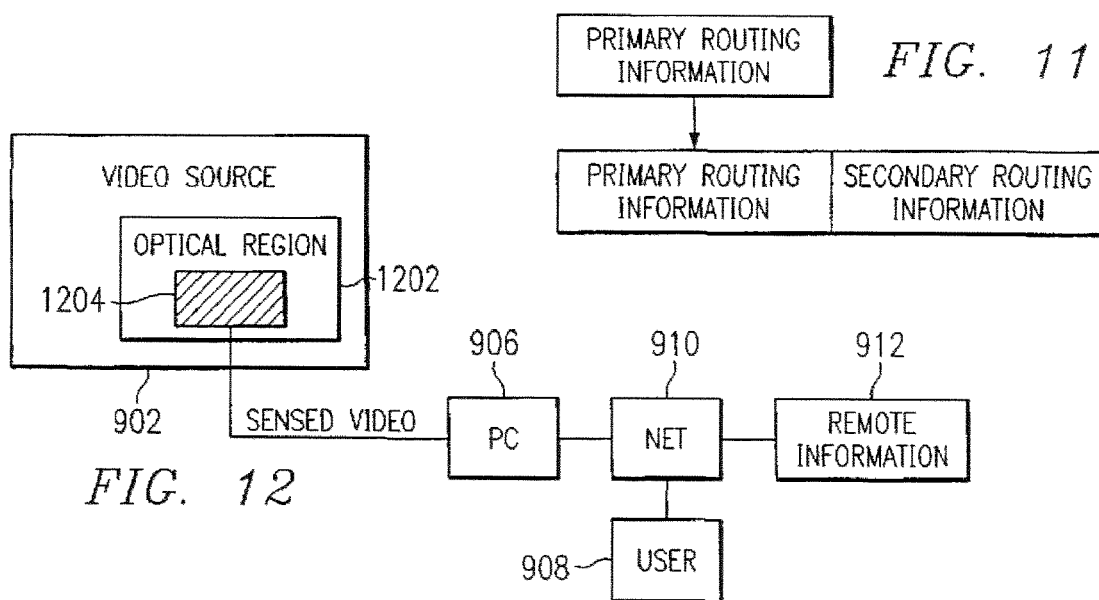 PRIMARY ROUTING
INFORMATION
FIG. 11
PRIMARY ROUTING
INFORMATION
SECONDARY ROUTING
INFORMATION
VIDEO SOURCE
OPTICAL REGION
1204
1202
902
SENSED VIDEO
906
PC
910
NET
912
REMOTE
INFORMATION
908
USER
FIG. 12